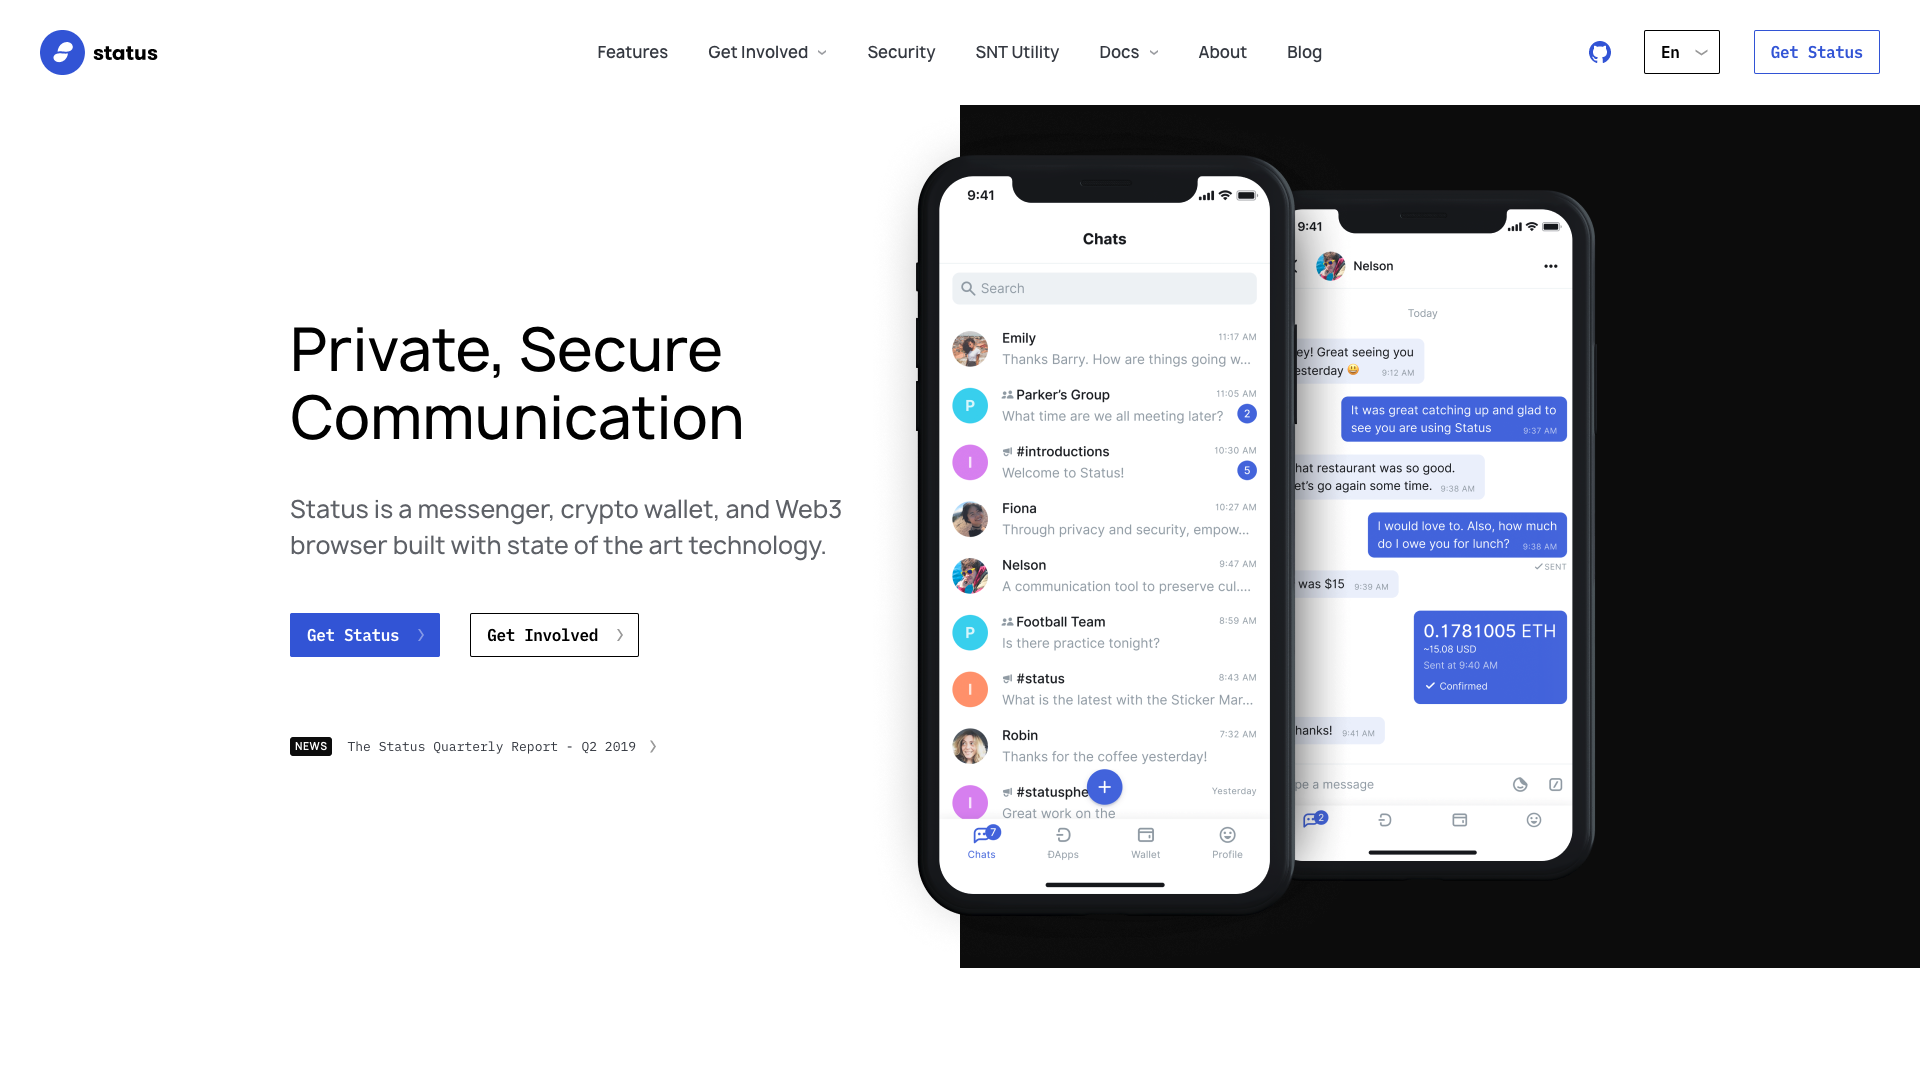 status
Features
Get Involved
Security
SNT Utility
Docs
About
Blog
En
Get Status
Private, Secure
Communication
Status is a messenger, crypto wallet, and Web3
browser built with state of the art technology.
Get Status
Get Involved
NEWS
The Status Quarterly Report - Q2 2019
9:41
Chats
Search
Emily
11:17 AM
Thanks Barry. How are things going w...
Parker's Group
11:05 AM
What time are we all meeting later?
2
#introductions
10:30 AM
Welcome to Status!
5
Fiona
10:27 AM
Through privacy and security, empow...
Nelson
9:47 AM
A communication tool to preserve cul....
Football Team
8:59 AM
Is there practice tonight?
#status
8:43 AM
What is the latest with the Sticker Mar...
Robin
7:32 AM
Thanks for the coffee yesterday!
#statusphe
Yesterday
Great work on the
P
I
P
I
I
7
Chats
ĐApps
Wallet
Profile
9:41
Nelson
Today
ey! Great seeing you
esterday 😃 9:12 AM
It was great catching up and glad to
see you are using Status 9:37 AM
hat restaurant was so good.
et's go again some time. 9:38 AM
I would love to. Also, how much
do I owe you for lunch? 9:38 AM
SENT
was $15 9:39 AM
0.1781005 ETH
~15.08 USD
Sent at 9:40 AM
Confirmed
hanks! 9:41 AM
pe a message
2